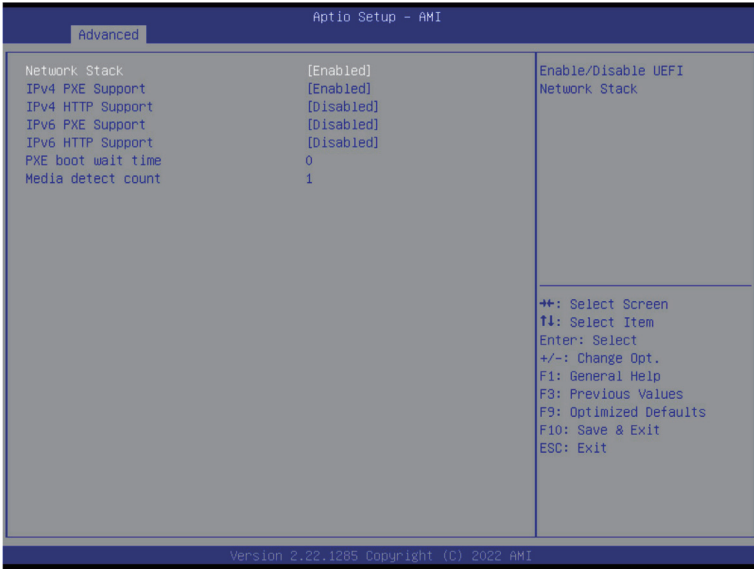 Aptio Setup - AMI
Advanced
Network Stack [Enabled]
IPv4 PXE Support [Enabled]
IPv4 HTTP Support [Disabled]
IPv6 PXE Support [Disabled]
IPv6 HTTP Support [Disabled]
PXE boot wait time 0
Media detect count 1
Enable/Disable UEFI
Network Stack
→←: Select Screen
↑↓: Select Item
Enter: Select
+/-: Change Opt.
F1: General Help
F3: Previous Values
F9: Optimized Defaults
F10: Save & Exit
ESC: Exit
Version 2.22.1285 Copyright (C) 2022 AMI